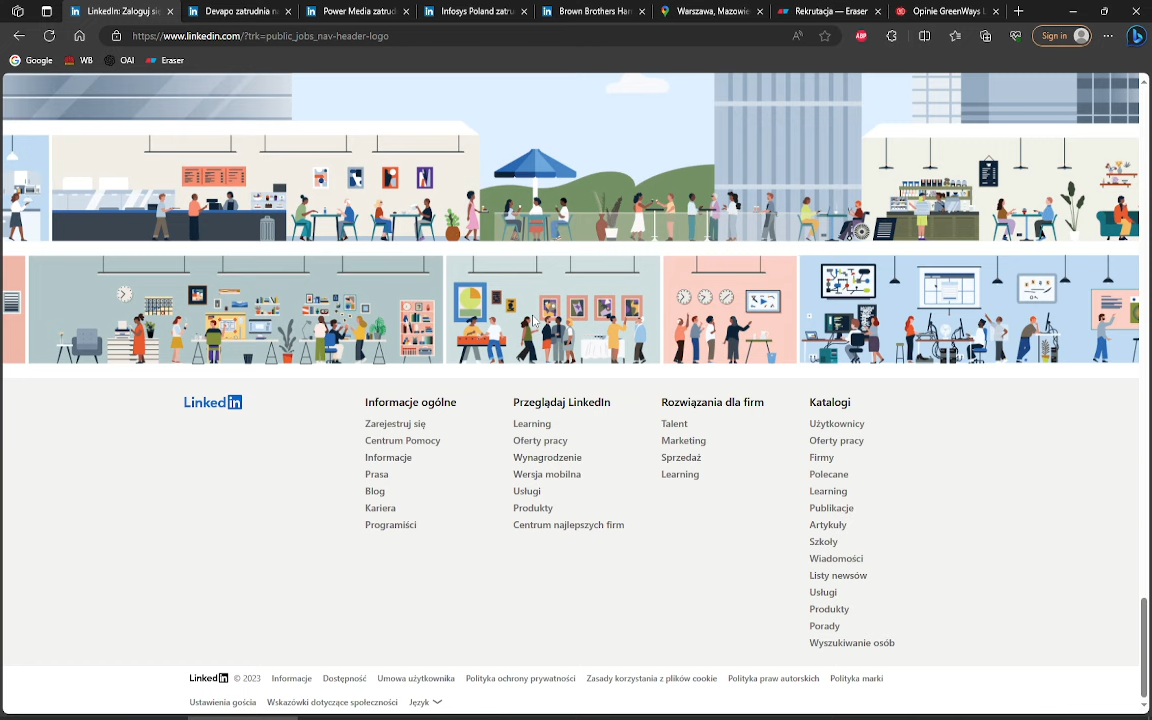 LinkedIn: Zaloguj się
Devapo zatrudnia n
Power Media zatrud
Infosys Poland zatru
Brown Brothers Har
Warszawa, Mazowie
Rekrutacja — Eraser
Opinie GreenWays
https://www.linkedin.com/?trk=public_jobs_nav-header-logo
ABP
Sign in
Google
WB
OAI
Eraser
LinkedIn
Informacje ogólne
Zarejestruj się
Centrum Pomocy
Informacje
Prasa
Blog
Kariera
Programiści
Przeglądaj LinkedIn
Learning
Oferty pracy
Wynagrodzenie
Wersja mobilna
Usługi
Produkty
Centrum najlepszych firm
Rozwiązania dla firm
Talent
Marketing
Sprzedaż
Learning
Katalogi
Użytkownicy
Oferty pracy
Firmy
Polecane
Learning
Publikacje
Artykuły
Szkoły
Wiadomości
Listy newsów
Usługi
Produkty
Porady
Wyszukiwanie osób
LinkedIn © 2023 Informacje Dostępność Umowa użytkownika Polityka ochrony prywatności Zasady korzystania z plików cookie Polityka praw autorskich Polityka marki
Ustawienia gościa Wskazówki dotyczące społeczności Język